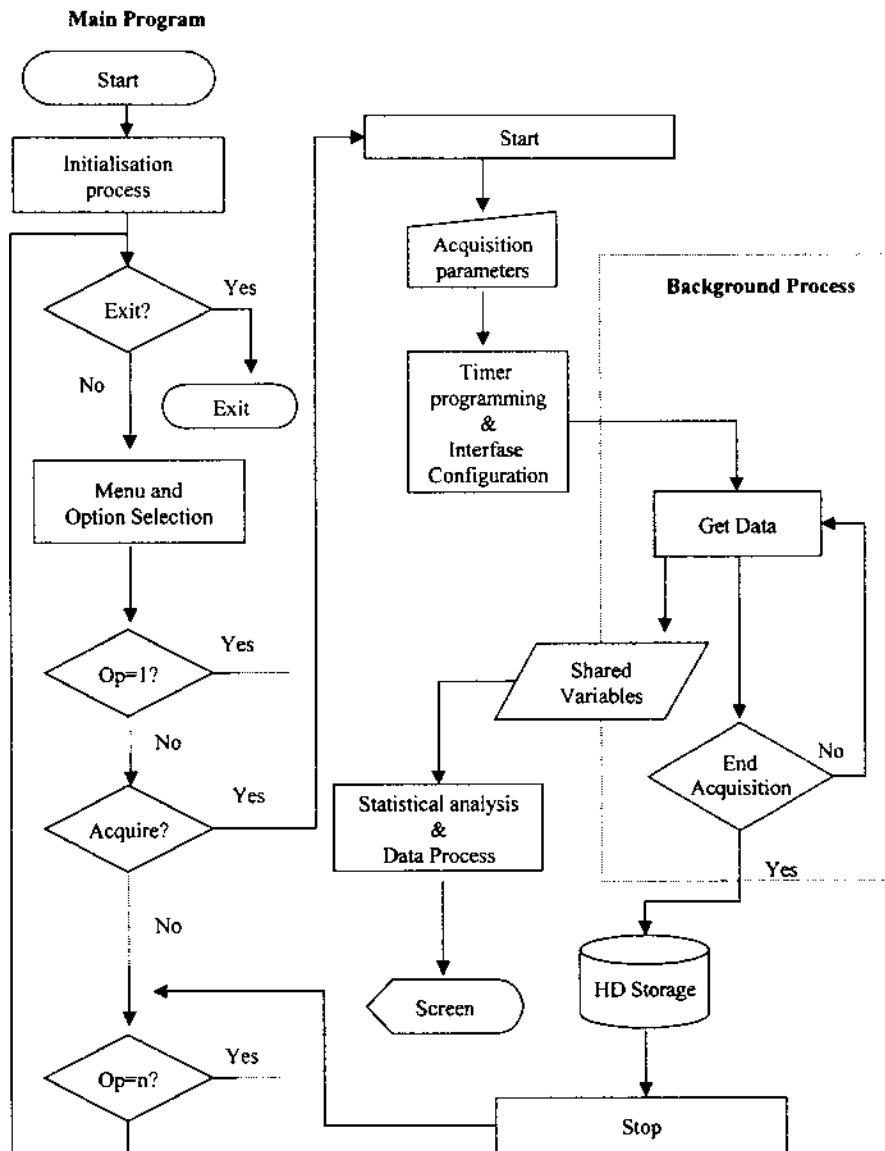 Main Program
Start
Initialisation
process
Exit?
Yes
No
Exit
Menu and
Option Selection
Op=1?
Yes
No
Acquire?
Yes
No
Op=n?
Yes
Start
Acquisition
parameters
Timer
programming
&
Interfase
Configuration
Background Process
Get Data
Shared
Variables
End
Acquisition
No
Yes
Statistical analysis
&
Data Process
Screen
HD Storage
Stop